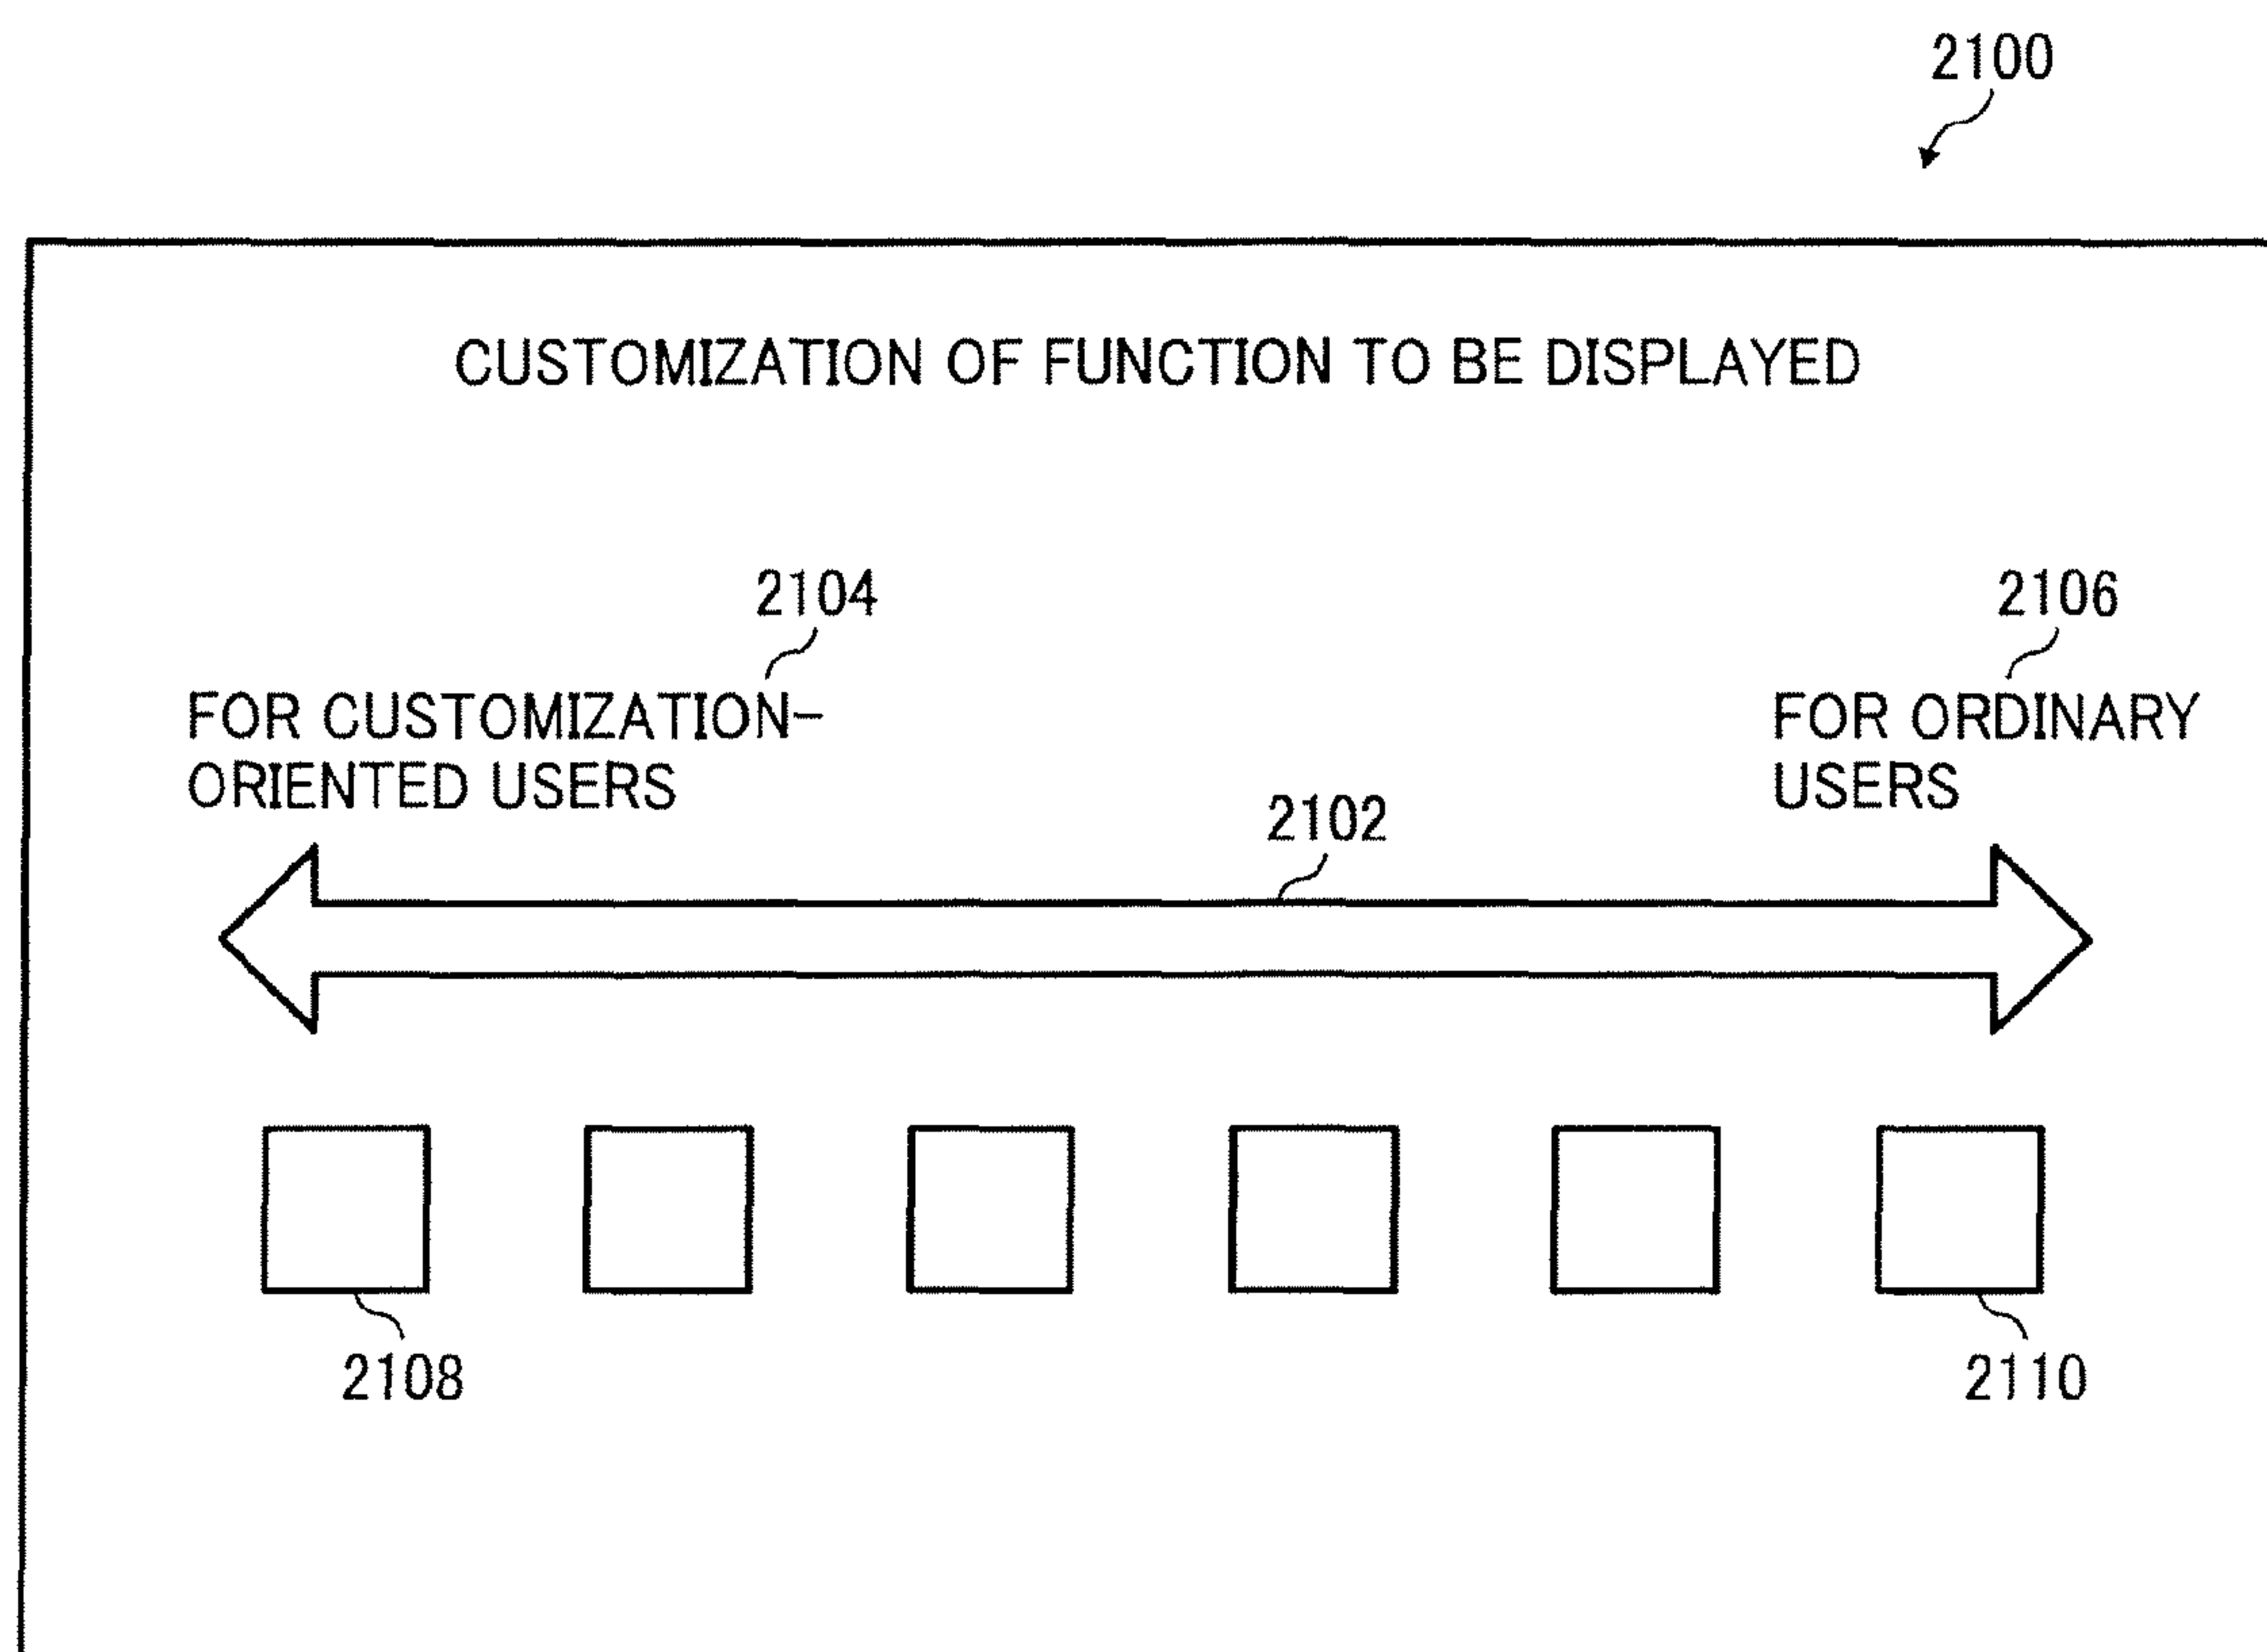 2100
CUSTOMIZATION OF FUNCTION TO BE DISPLAYED
2104
2106
FOR CUSTOMIZATION-
ORIENTED USERS
FOR ORDINARY
USERS
2102
2108
2110